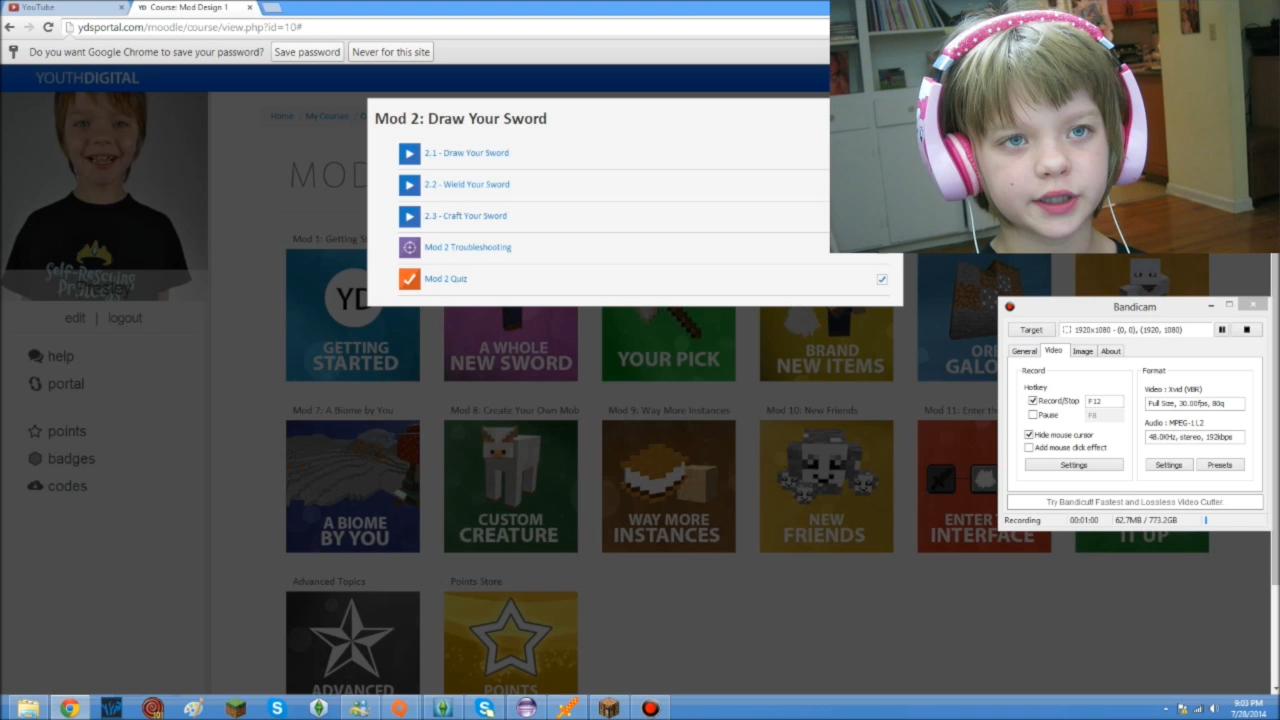 YouTube
YD Course: Mod Design 1
ydsportal.com/moodle/course/view.php?id=10#
Do you want Google Chrome to save your password?
Save password
Never for this site
YOUTHDIGITAL
Home
My Courses
MOD
Mod 2: Draw Your Sword
2.1 - Draw Your Sword
2.2 - Wield Your Sword
2.3 - Craft Your Sword
Mod 2 Troubleshooting
Mod 2 Quiz
Self-Rescuing
Presley
edit | logout
help
portal
points
badges
codes
Mod 1: Getting S
YD
GETTING
STARTED
A WHOLE
NEW SWORD
YOUR PICK
BRAND
NEW ITEMS
OR
GALO
Mod 7: A Biome by You
Mod 8: Create Your Own Mob
Mod 9: Way More Instances
Mod 10: New Friends
Mod 11: Enter th
A BIOME
BY YOU
CUSTOM
CREATURE
WAY MORE
INSTANCES
NEW
FRIENDS
ENTER
INTERFACE
IT UP
Advanced Topics
Points Store
ADVANCED
POINTS
Bandicam
Target
1920x1080 - (0, 0), (1920, 1080)
General
Video
Image
About
Record
Hotkey
Record/Stop
F12
Pause
F8
Hide mouse cursor
Add mouse click effect
Settings
Format
Video : Xvid (VBR)
Full Size, 30.00fps, 80q
Audio : MPEG-1 L2
48.0KHz, stereo, 192kbps
Settings
Presets
Try Bandicut! Fastest and Lossless Video Cutter.
Recording
00:01:00
62.7MB / 773.2GB
9:03 PM
7/28/2014